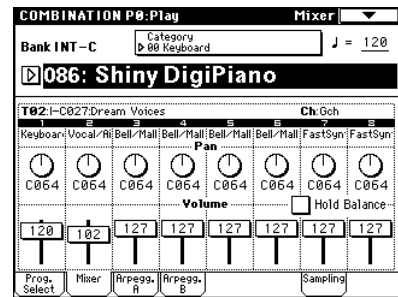 COMBINATION P0:Play Mixer
Bank INT-C
Category
00 Keyboard
♩ = 120
086: Shiny DigiPiano
T02:I-C027:Dream Voices Ch:Gch
1 2 3 4 5 6 7 8
Keyboar Vocal/Ai Bell/Mall Bell/Mall Bell/Mall Bell/Mall FastSyn FastSyn
Pan
C064 C064 C064 C064 C064 C064 C064 C064
Volume Hold Balance
120 102 127 127 127 127 127 127
Prog. Select Mixer Arpegg. A Arpegg. B Sampling